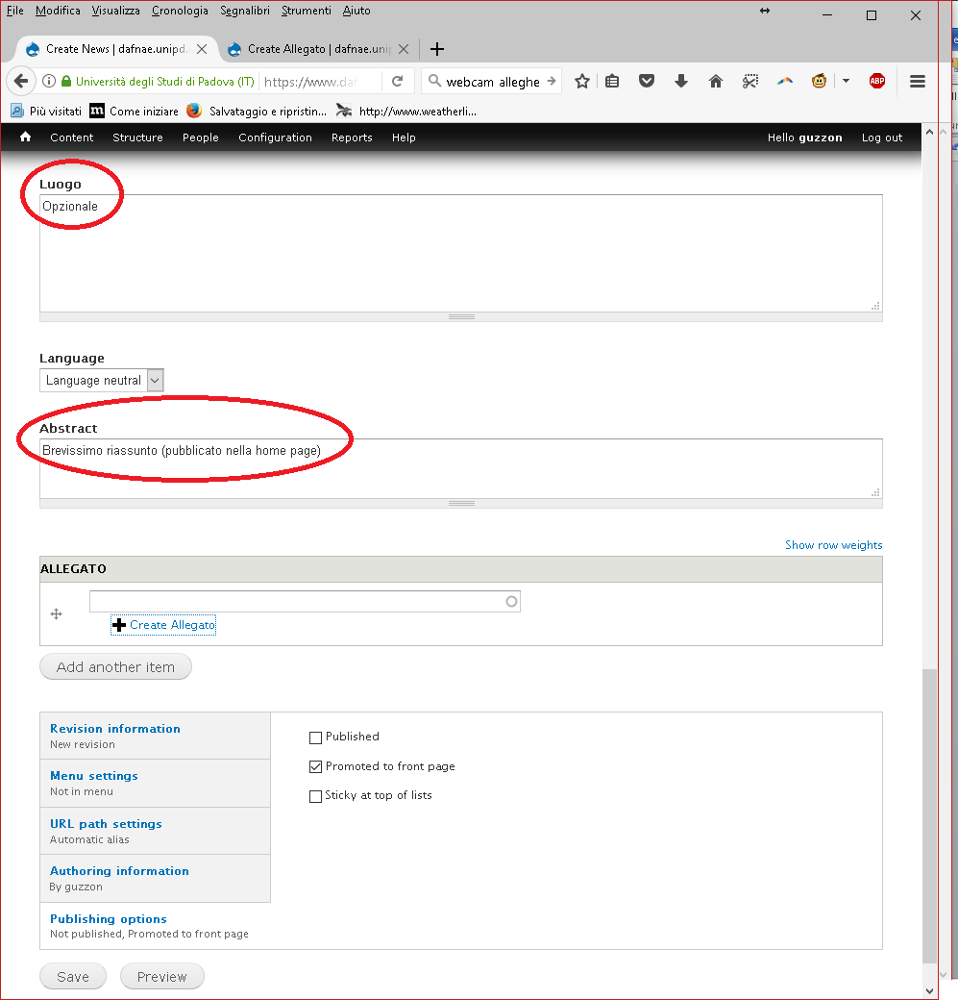 File Modifica Visualizza Cronologia Segnalibri Strumenti Aiuto
Create News | dafnae.unipd. Create Allegato | dafnae.unip
Università degli Studi di Padova (IT) https://www.daf webcam alleghe
ABP
Più visitati m Come iniziare Salvataggio e ripristin... http://www.weatherli...
Content Structure People Configuration Reports Help Hello guzzon Log out
Luogo
Opzionale
Language
Language neutral
Abstract
Brevissimo riassunto (pubblicato nella home page)
Show row weights
ALLEGATO
Create Allegato
Add another item
Revision information
New revision
Menu settings
Not in menu
URL path settings
Automatic alias
Authoring information
By guzzon
Publishing options
Not published, Promoted to front page
Published
Promoted to front page
Sticky at top of lists
Save Preview